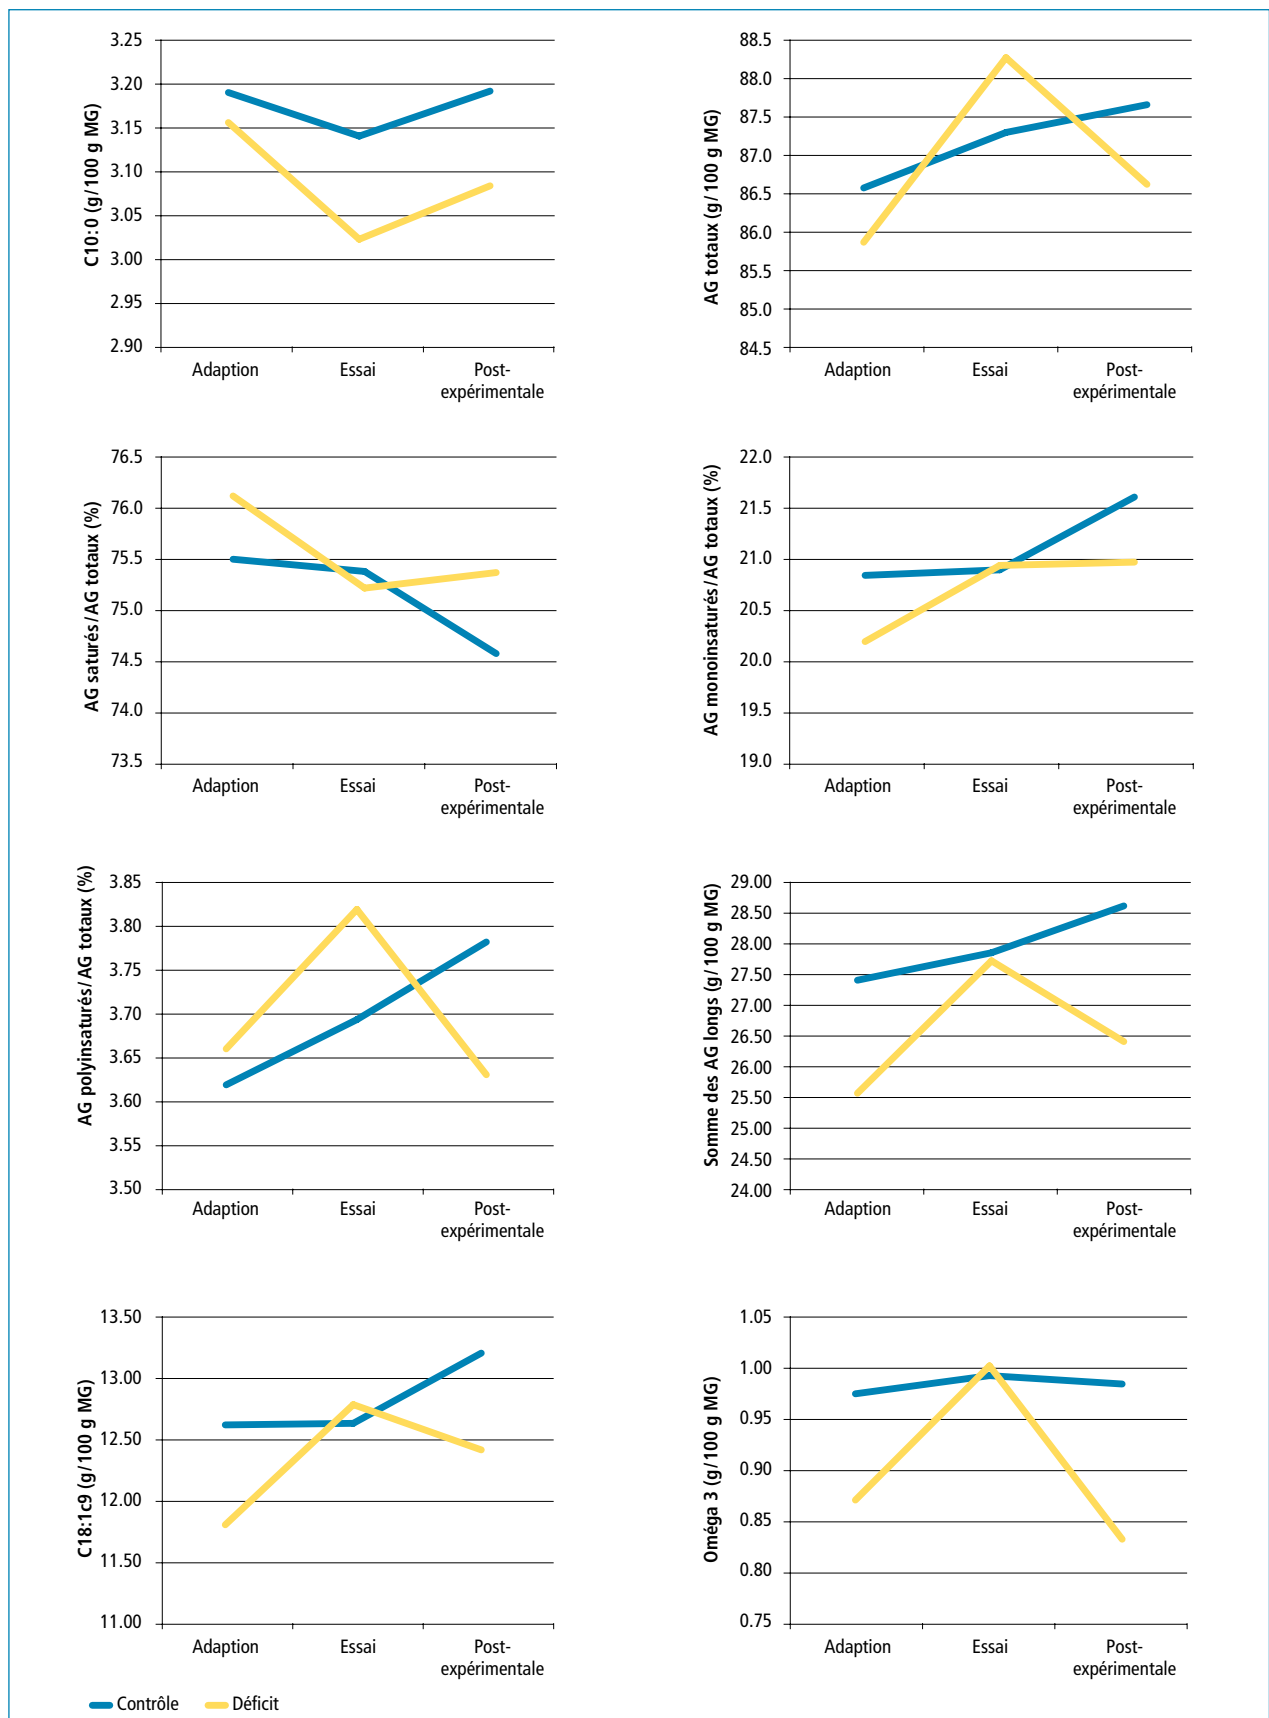 C10:0 (g/100 g MG)
3.25
3.20
3.15
3.10
3.05
3.00
2.95
2.90
Adaption
Essai
Post-
expérimentale
AG totaux (g/100 g MG)
88.5
88.0
87.5
87.0
86.5
86.0
85.5
85.0
84.5
Adaption
Essai
Post-
expérimentale
AG saturés/AG totaux (%)
76.5
76.0
75.5
75.0
74.5
74.0
73.5
Adaption
Essai
Post-
expérimentale
AG monoinsaturés/AG totaux (%)
22.0
21.5
21.0
20.5
20.0
19.5
19.0
Adaption
Essai
Post-
expérimentale
AG polyinsaturés/AG totaux (%)
3.85
3.80
3.75
3.70
3.65
3.60
3.55
3.50
Adaption
Essai
Post-
expérimentale
Somme des AG longs (g/100 g MG)
29.00
28.50
28.00
27.50
27.00
26.50
26.00
25.50
25.00
24.50
24.00
Adaption
Essai
Post-
expérimentale
C18:1c9 (g/100 g MG)
13.50
13.00
12.50
12.00
11.50
11.00
Adaption
Essai
Post-
expérimentale
Oméga 3 (g/100 g MG)
1.05
1.00
0.95
0.90
0.85
0.80
0.75
Adaption
Essai
Post-
expérimentale
Contrôle
Déficit